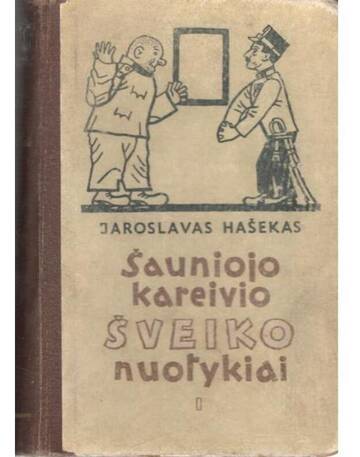 JAROSLAVAS HAŠEKAS
Šauniojo
kareivio
ŠVEIKO
nuotykiai
I